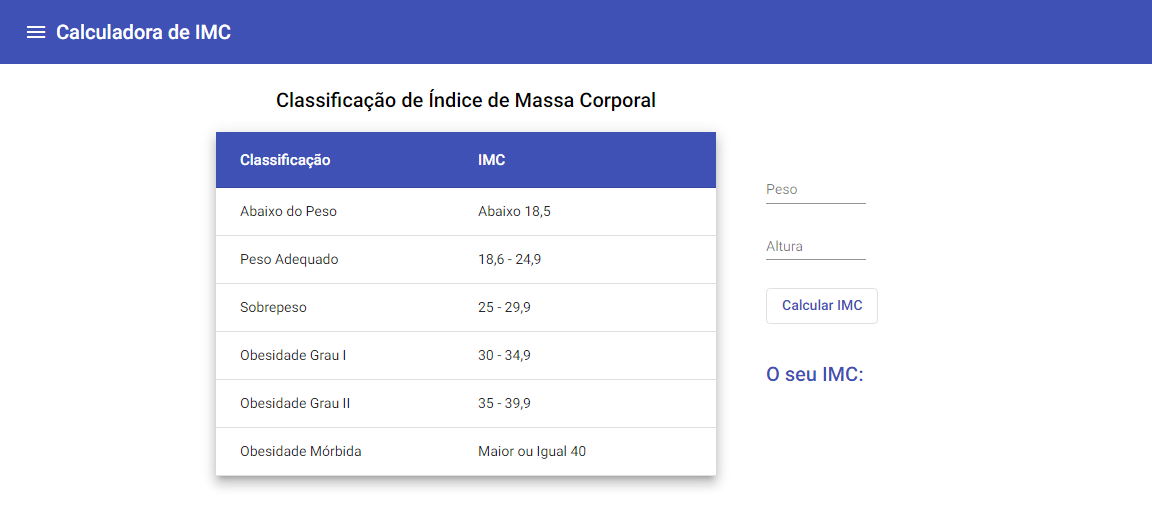 Calculadora de IMC
Classificação de Índice de Massa Corporal
Classificação IMC
Abaixo do Peso Abaixo 18,5
Peso Adequado 18,6 - 24,9
Sobrepeso 25 - 29,9
Obesidade Grau I 30 - 34,9
Obesidade Grau II 35 - 39,9
Obesidade Mórbida Maior ou Igual 40
Peso
Altura
Calcular IMC
O seu IMC: